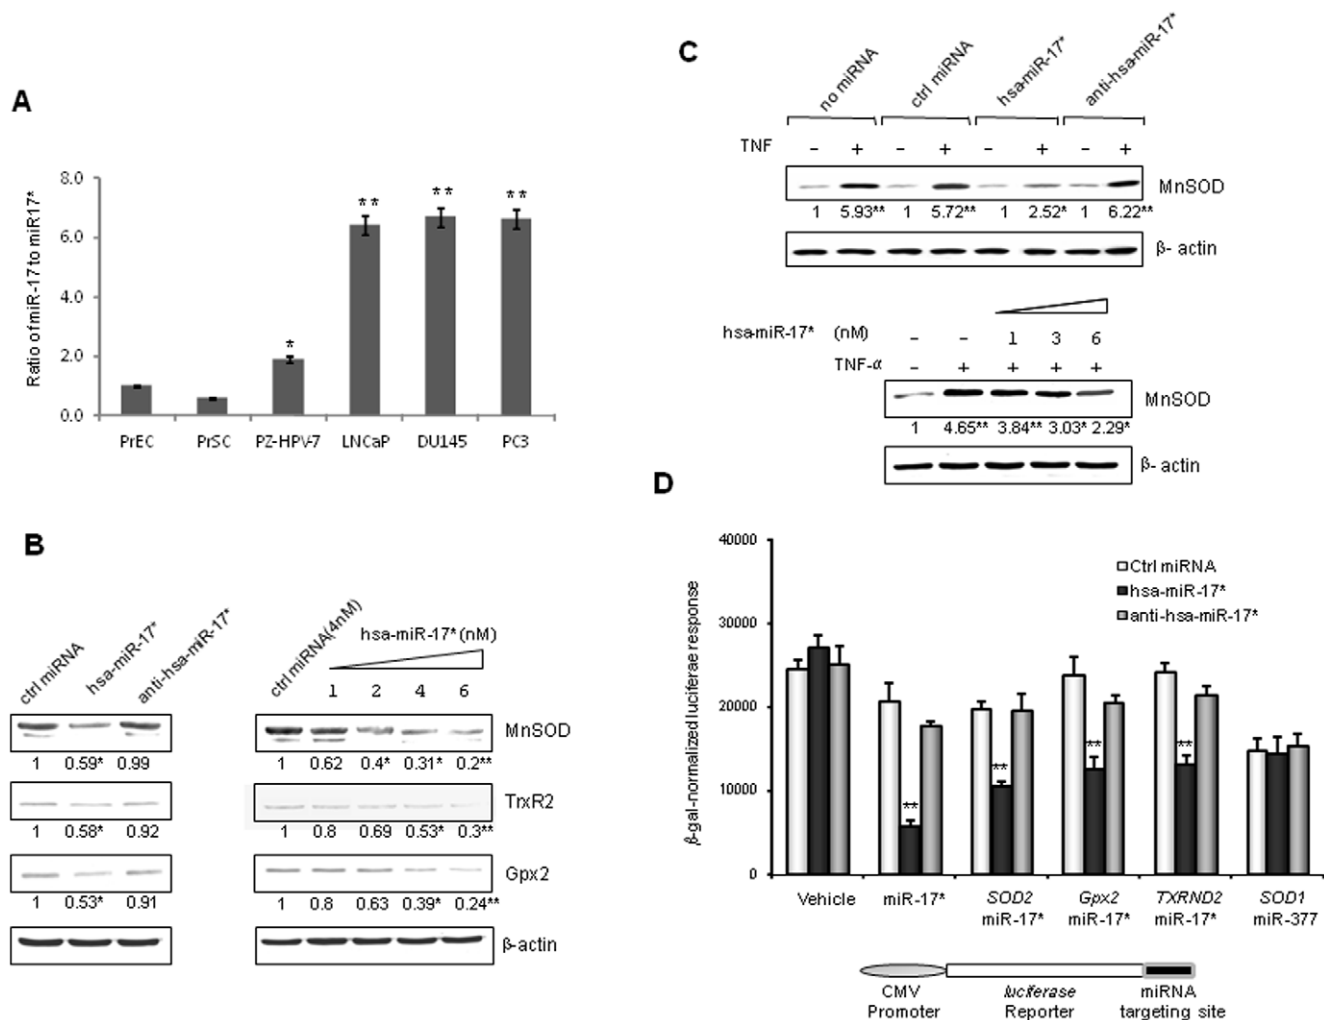 A
Ratio of miR-17 to miR17*
8.0
6.0
4.0
2.0
0.0
*
**
**
**
PrEC PrSC PZ-HPV-7 LNCaP DU145 PC3
B
ctrl miRNA hsa-miR-17* anti-hsa-miR-17*
MnSOD
1 0.59* 0.99
TrxR2
1 0.58* 0.92
Gpx2
1 0.53* 0.91
β-actin
ctrl miRNA(4nM) hsa-miR-17*(nM)
1 2 4 6
1 0.62 0.4* 0.31* 0.2**
1 0.8 0.69 0.53* 0.3**
1 0.8 0.63 0.39* 0.24**
C
no miRNA ctrl miRNA hsa-miR-17* anti-hsa-miR-17*
TNF - + - + - + - +
MnSOD
1 5.93** 1 5.72** 1 2.52* 1 6.22**
β- actin
hsa-miR-17* (nM) - - 1 3 6
TNF-α - + + + +
MnSOD
1 4.65** 3.84** 3.03* 2.29*
β- actin
D
β-gal-normalized luciferae response
40000
30000
20000
10000
0
Ctrl miRNA
hsa-miR-17*
anti-hsa-miR-17*
**
**
**
**
Vehicle miR-17* SOD2 Gpx2 TXRND2 SOD1
miR-17* miR-17* miR-17* miR-377
CMV luciferase miRNA
Promoter Reporter targeting site